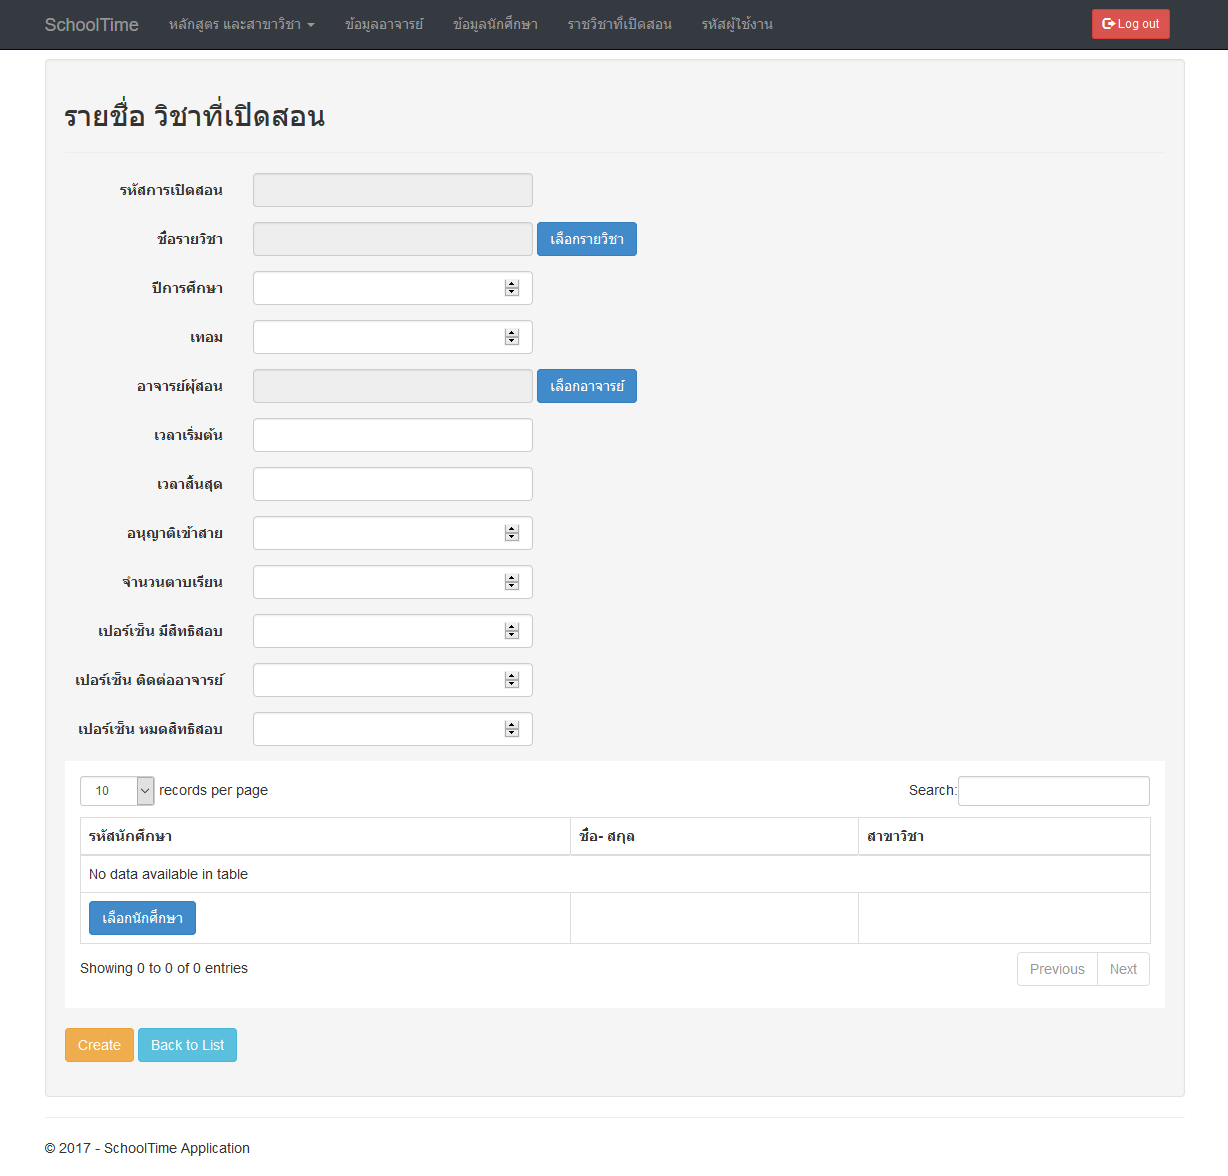 SchoolTime หลักสูตร และสาขาวิชา ข้อมูลอาจารย์ ข้อมูลนักศึกษา ราชวิชาที่เปิดสอน รหัสผู้ใช้งาน Log out
รายชื่อ วิชาที่เปิดสอน
รหัสการเปิดสอน
ชื่อรายวิชา เลือกรายวิชา
ปีการศึกษา
เทอม
อาจารย์ผุ้สอน เลือกอาจารย์
เวลาเริ่มต้น
เวลาสิ้นสุด
อนุญาติเข้าสาย
จำนวนตาบเรียน
เปอร์เซ็น มีสิทธิสอบ
เปอร์เซ็น ติดต่ออาจารย์
เปอร์เซ็น หมดสิทธิสอบ
10 records per page Search:
รหัสนักศึกษา ชื่อ- สกุล สาขาวิชา
No data available in table
เลือกนักศึกษา
Showing 0 to 0 of 0 entries Previous Next
Create Back to List
© 2017 - SchoolTime Application